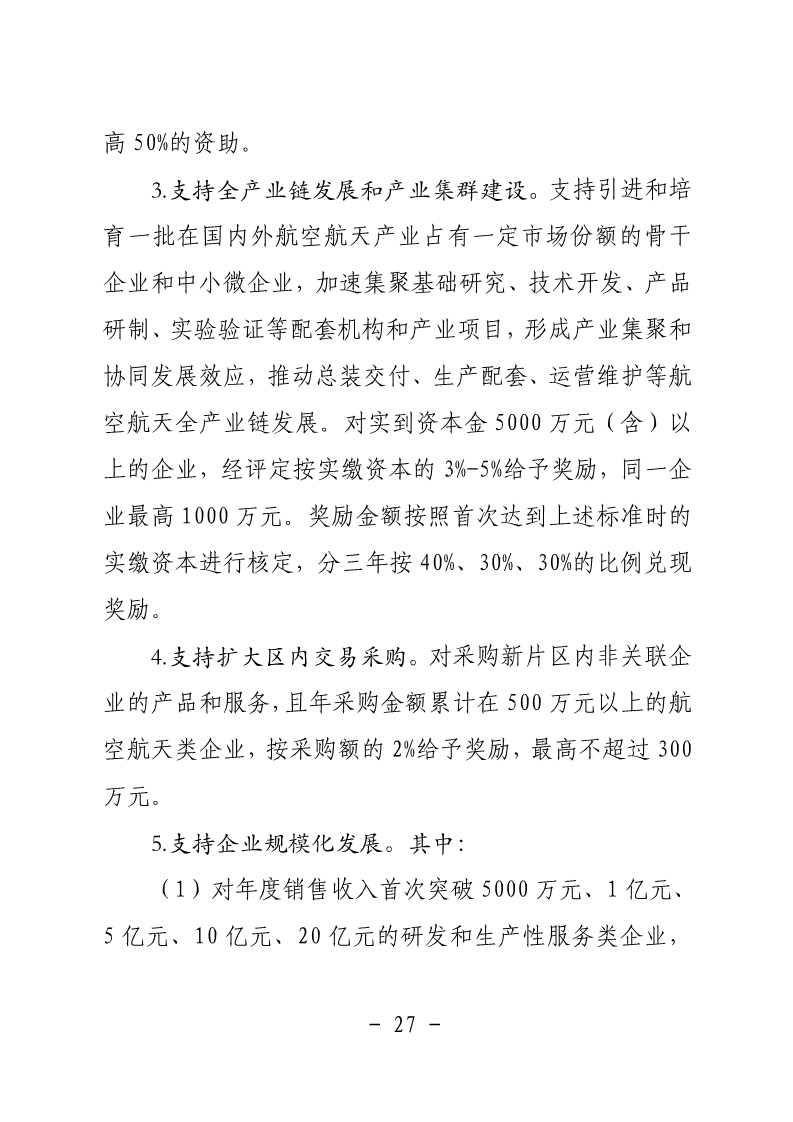 高 50%的资助。
3.支持全产业链发展和产业集群建设。支持引进和培
育一批在国内外航空航天产业占有一定市场份额的骨干
企业和中小微企业，加速集聚基础研究、技术开发、产品
研制、实验验证等配套机构和产业项目，形成产业集聚和
协同发展效应，推动总装交付、生产配套、运营维护等航
空航天全产业链发展。对实到资本金 5000 万元（含）以
上的企业，经评定按实缴资本的 3%-5%给予奖励，同一企
业最高 1000 万元。奖励金额按照首次达到上述标准时的
实缴资本进行核定，分三年按 40%、30%、30%的比例兑现
奖励。
4.支持扩大区内交易采购。对采购新片区内非关联企
业的产品和服务，且年采购金额累计在 500 万元以上的航
空航天类企业，按采购额的 2%给予奖励，最高不超过 300
万元。
5.支持企业规模化发展。其中：
（1）对年度销售收入首次突破 5000 万元、1 亿元、
5 亿元、10 亿元、20 亿元的研发和生产性服务类企业，
- 27 -